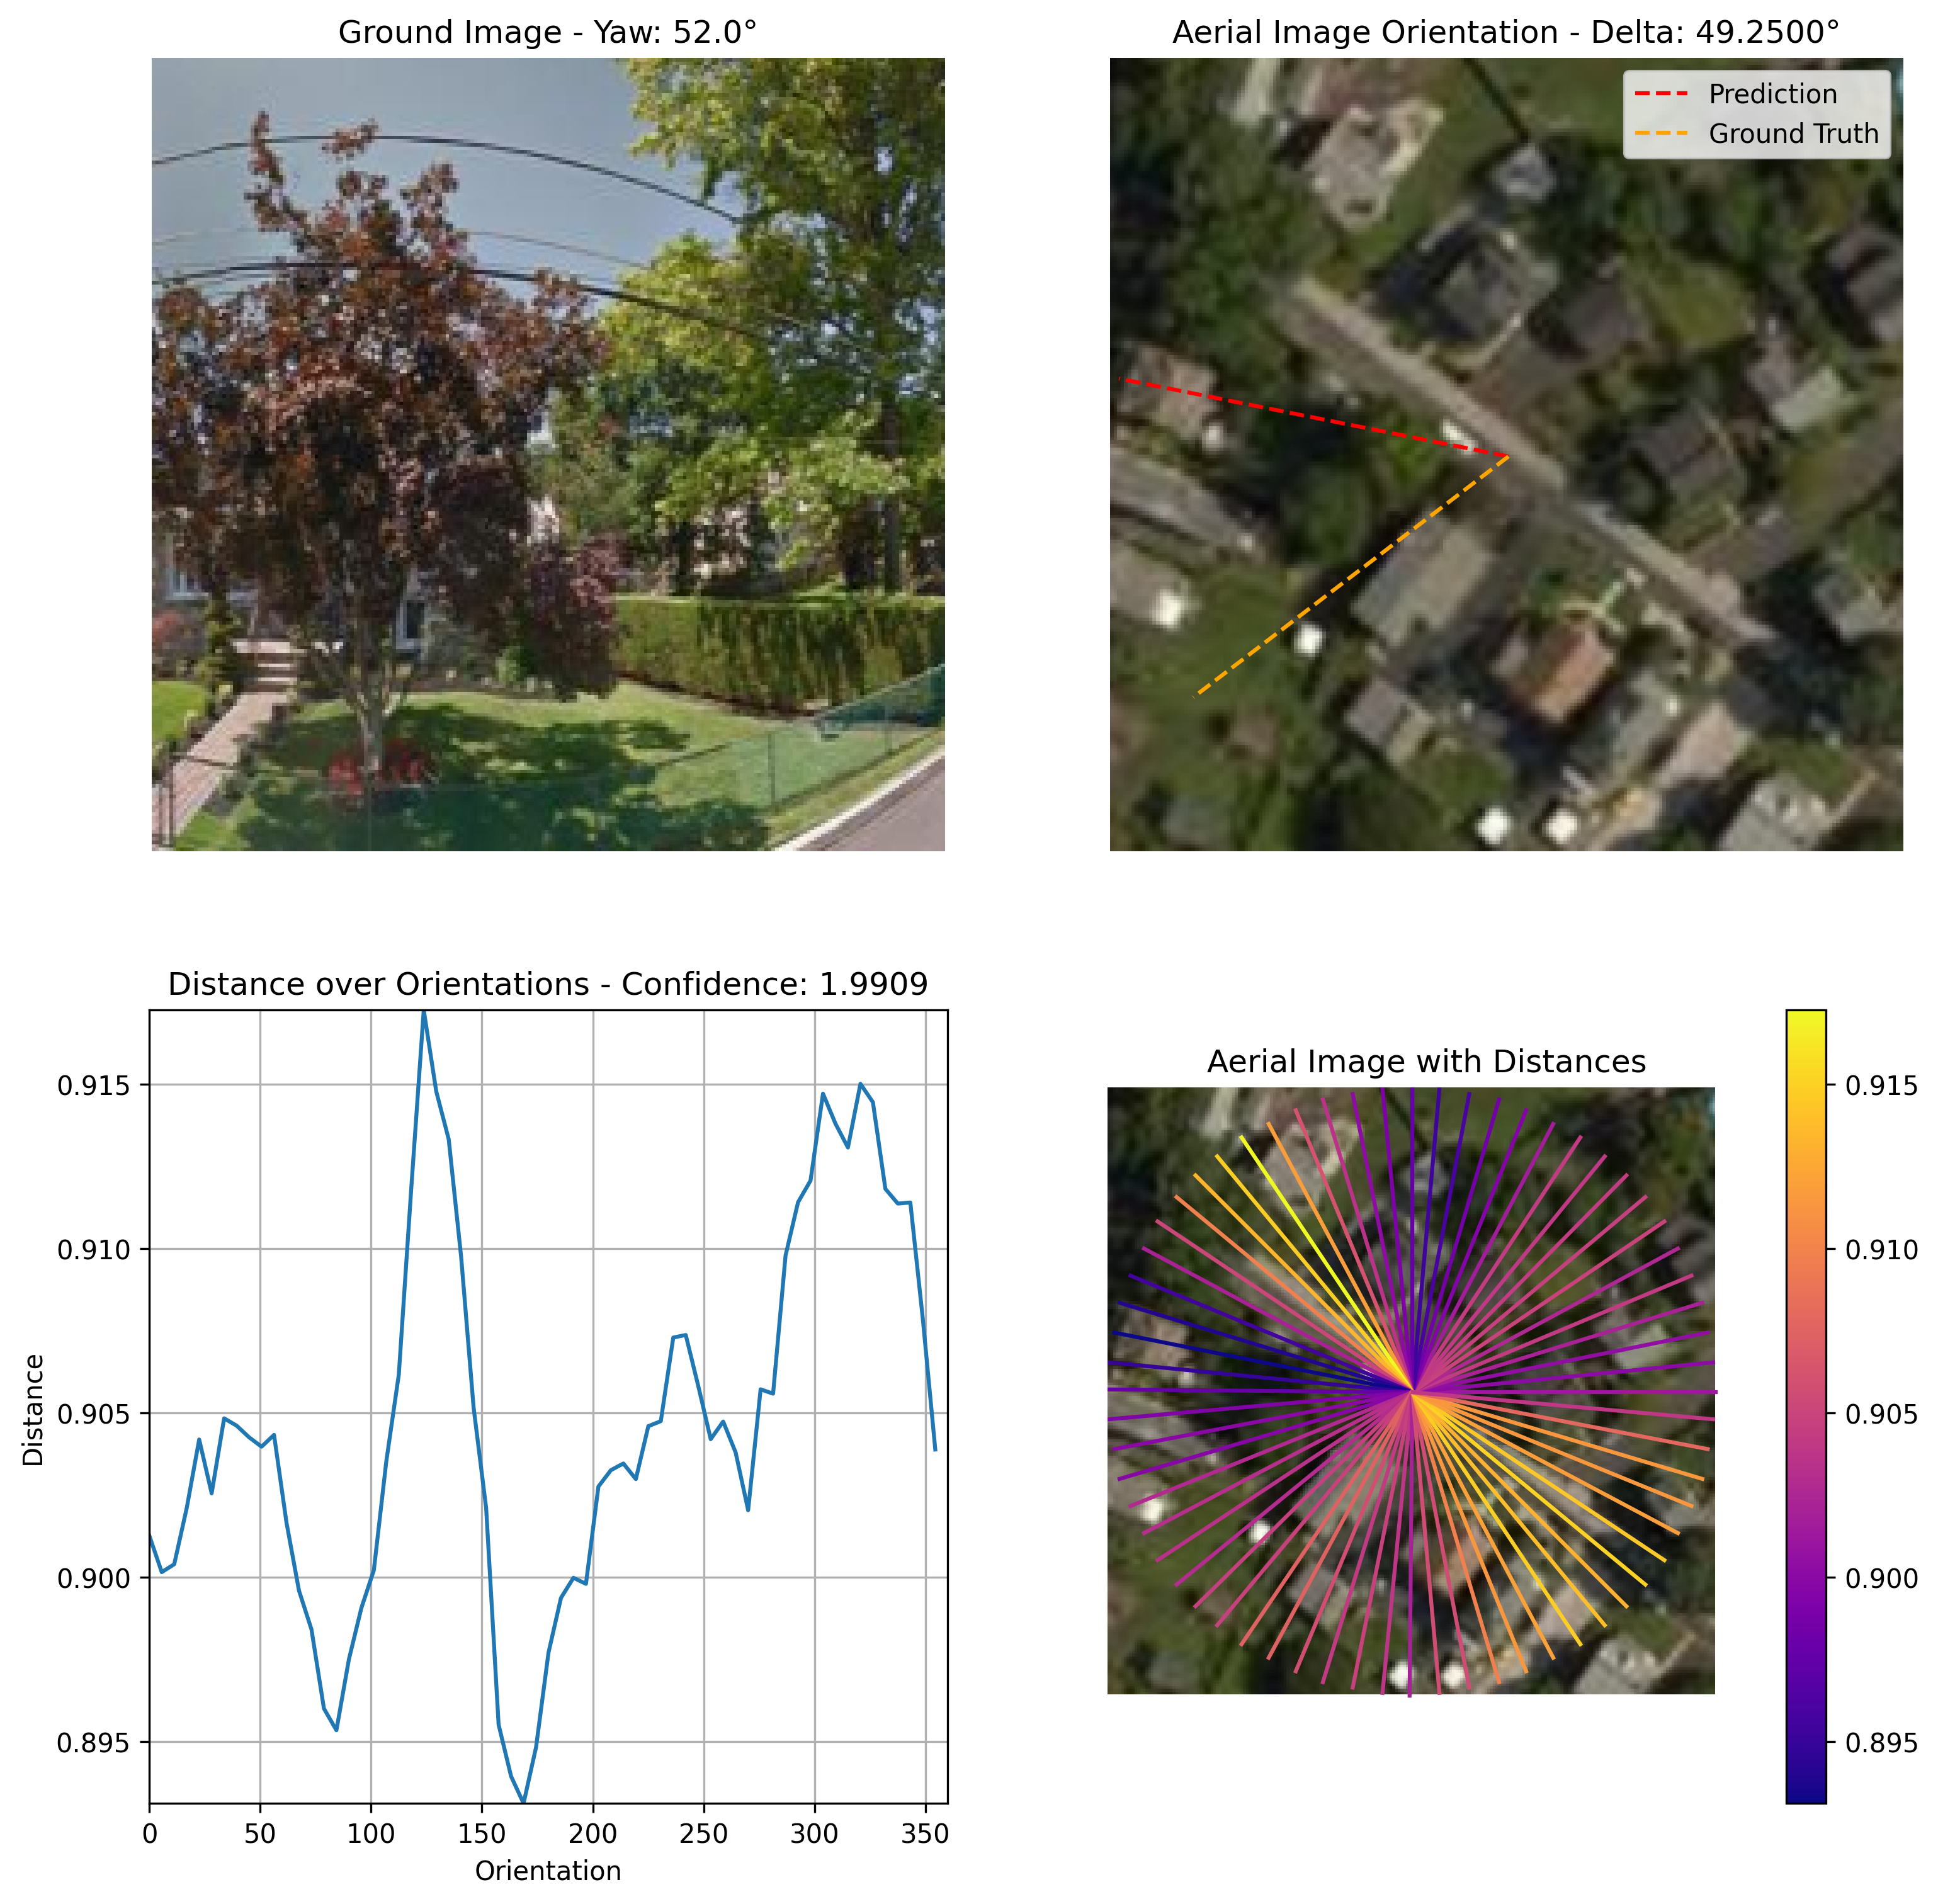 Ground Image - Yaw: 52.0°
Aerial Image Orientation - Delta: 49.2500°
Prediction
Ground Truth
Distance over Orientations - Confidence: 1.9909
0.915
0.910
0.905
0.900
0.895
Distance
0
50
100
150
200
250
300
350
Orientation
Aerial Image with Distances
0.915
0.910
0.905
0.900
0.895